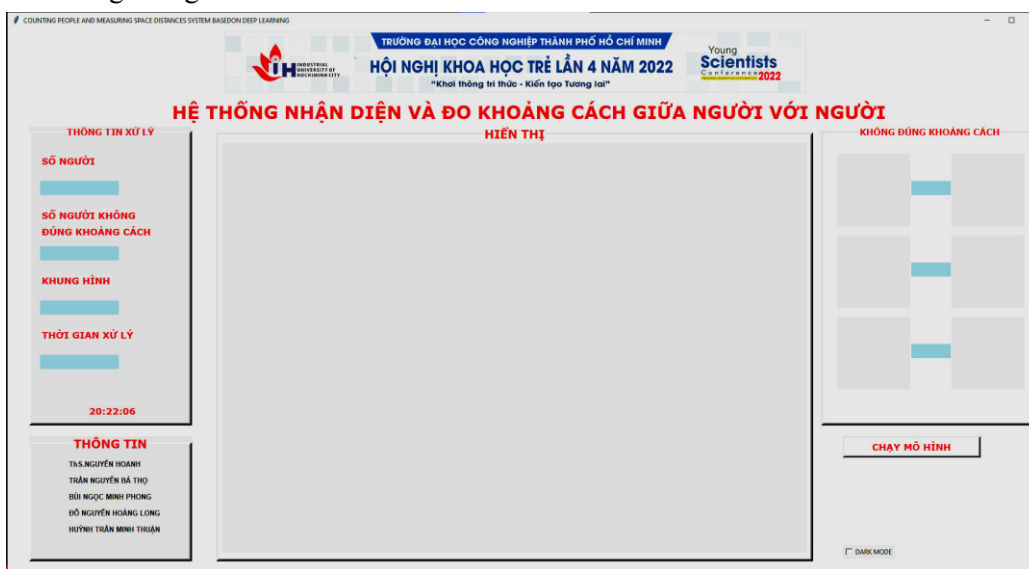 COUNTING PEOPLE AND MEASURING SPACE DISTANCES SYSTEM BASEDON DEEP LEARNING
TRƯỜNG ĐẠI HỌC CÔNG NGHIỆP THÀNH PHỐ HỒ CHÍ MINH
INDUSTRIAL
UNIVERSITY OF
HOCHIMINH CITY
HỘI NGHỊ KHOA HỌC TRẺ LẦN 4 NĂM 2022
"Khơi thông tri thức - Kiến tạo Tương lai"
Young
Scientists
Conference 2022
HỆ THỐNG NHẬN DIỆN VÀ ĐO KHOẢNG CÁCH GIỮA NGƯỜI VỚI NGƯỜI
THÔNG TIN XỬ LÝ
SỐ NGƯỜI
SỐ NGƯỜI KHÔNG
ĐÚNG KHOẢNG CÁCH
KHUNG HÌNH
THỜI GIAN XỬ LÝ
20:22:06
HIỂN THỊ
KHÔNG ĐÚNG KHOẢNG CÁCH
THÔNG TIN
ThS.NGUYỄN HOANH
TRẦN NGUYÊN BÁ THỌ
BÙI NGỌC MINH PHONG
ĐỖ NGUYỄN HOÀNG LONG
HUỲNH TRẦN MINH THUẬN
CHẠY MÔ HÌNH
DARK MODE